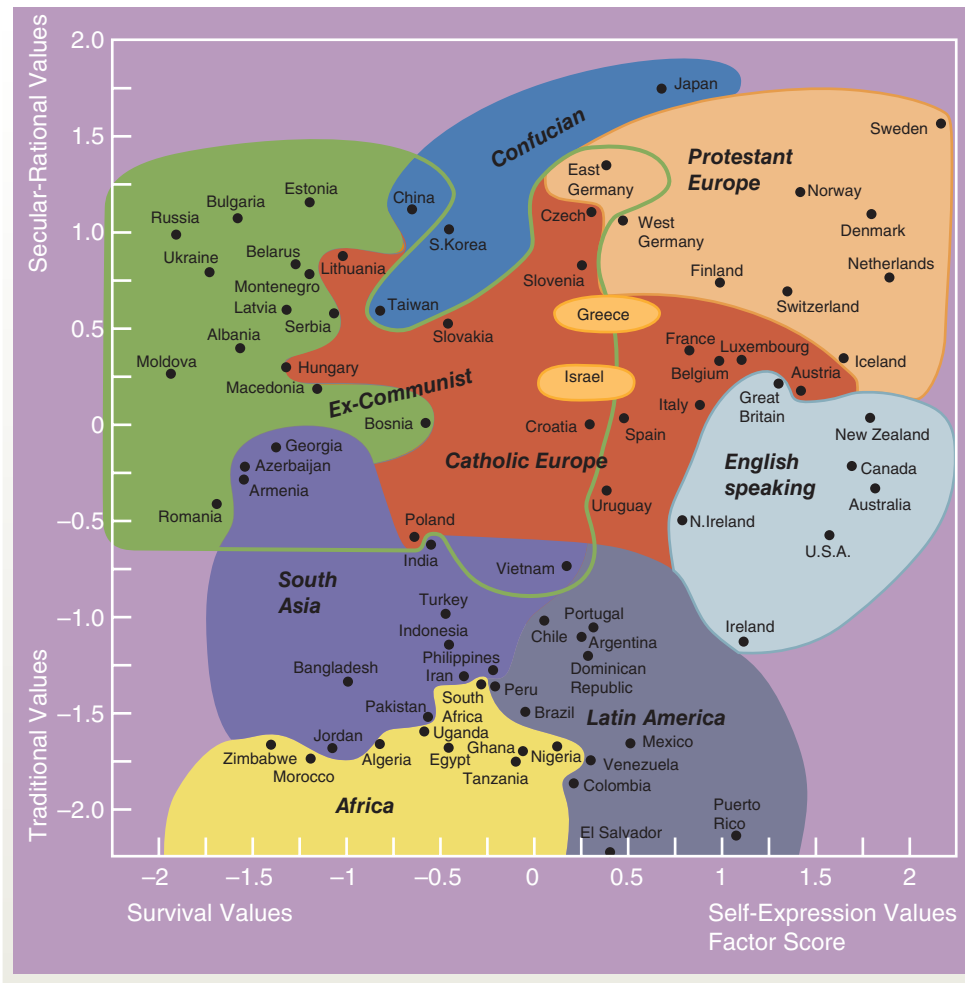 Secular-Rational Values
Traditional Values
2.0
1.5
1.0
0.5
0
−0.5
−1.0
−1.5
−2.0
Japan
Confucian
Sweden
Protestant
Europe
East
Germany
China
Estonia
Bulgaria
Russia
Norway
Czech
West
Germany
Denmark
S.Korea
Ukraine
Belarus
Lithuania
Montenegro
Slovenia
Finland
Netherlands
Switzerland
Latvia
Serbia
Taiwan
Slovakia
Greece
Albania
France
Luxembourg
Belgium
Iceland
Austria
Moldova
Hungary
Macedonia
Ex-Communist
Israel
Italy
Great
Britain
Bosnia
Croatia
Spain
New Zealand
Georgia
Azerbaijan
Armenia
Catholic Europe
English
speaking
Canada
Australia
Romania
Uruguay
N.Ireland
U.S.A.
Poland
India
Vietnam
South
Asia
Turkey
Indonesia
Chile
Portugal
Argentina
Dominican
Republic
Ireland
Philippines
Iran
Bangladesh
South
Africa
Peru
Pakistan
Uganda
Brazil
Latin America
Jordan
Zimbabwe
Morocco
Algeria
Egypt
Ghana
Tanzania
Nigeria
Mexico
Venezuela
Colombia
Africa
El Salvador
Puerto
Rico
−2
−1.5
−1
−0.5
0
0.5
1
1.5
2
Survival Values
Self-Expression Values
Factor Score